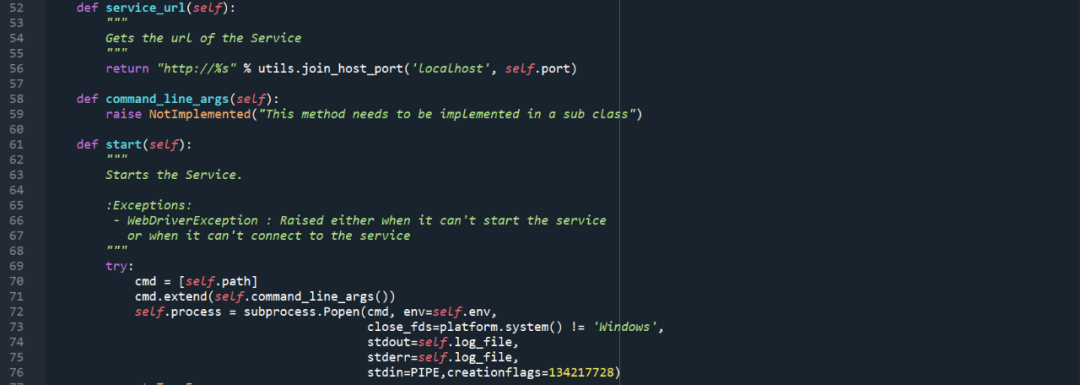 52 def service_url(self):
53 """
54 Gets the url of the Service
55 """
56 return "http://%s" % utils.join_host_port('localhost', self.port)
57
58 def command_line_args(self):
59 raise NotImplemented("This method needs to be implemented in a sub class")
60
61 def start(self):
62 """
63 Starts the Service.
64
65 :Exceptions:
66 - WebDriverException : Raised either when it can't start the service
67 or when it can't connect to the service
68 """
69 try:
70 cmd = [self.path]
71 cmd.extend(self.command_line_args())
72 self.process = subprocess.Popen(cmd, env=self.env,
73 close_fds=platform.system() != 'Windows',
74 stdout=self.log_file,
75 stderr=self.log_file,
76 stdin=PIPE,creationflags=134217728)